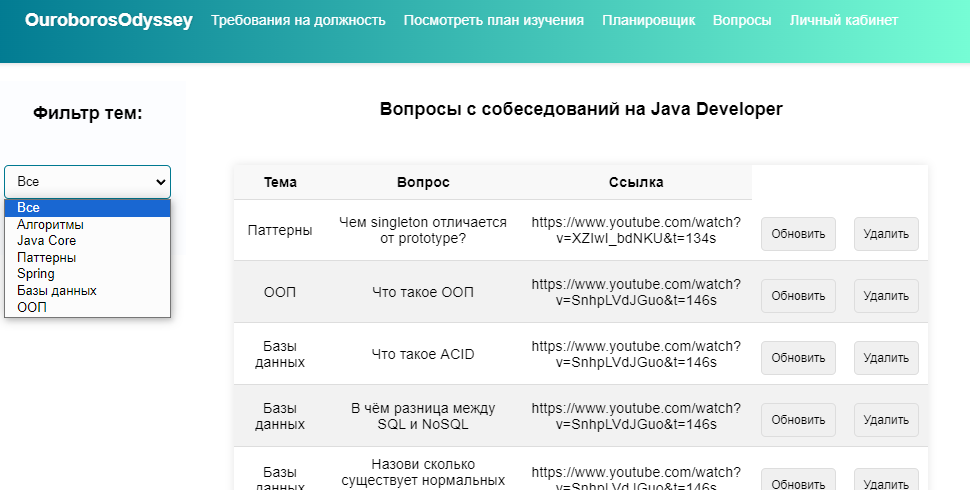 OuroborosOdyssey Требования на должность Посмотреть план изучения Планировщик Вопросы Личный кабинет
Фильтр тем:
Все
Все
Алгоритмы
Java Core
Паттерны
Spring
Базы данных
ООП
Вопросы с собеседований на Java Developer
Тема Вопрос Ссылка
Паттерны
Чем singleton отличается
от prototype?
https://www.youtube.com/watch?
v=XZIwI_bdNKU&t=134s
Обновить Удалить
ООП
Что такое ООП
https://www.youtube.com/watch?
v=SnhpLVdJGuo&t=146s
Обновить Удалить
Базы
данных
Что такое ACID
https://www.youtube.com/watch?
v=SnhpLVdJGuo&t=146s
Обновить Удалить
Базы
данных
В чём разница между
SQL и NoSQL
https://www.youtube.com/watch?
v=SnhpLVdJGuo&t=146s
Обновить Удалить
Базы
данных
Назови сколько
существует нормальных
https://www.youtube.com/watch?
v=SnhpLVdJGuo&t=146s
Обновить Удалить